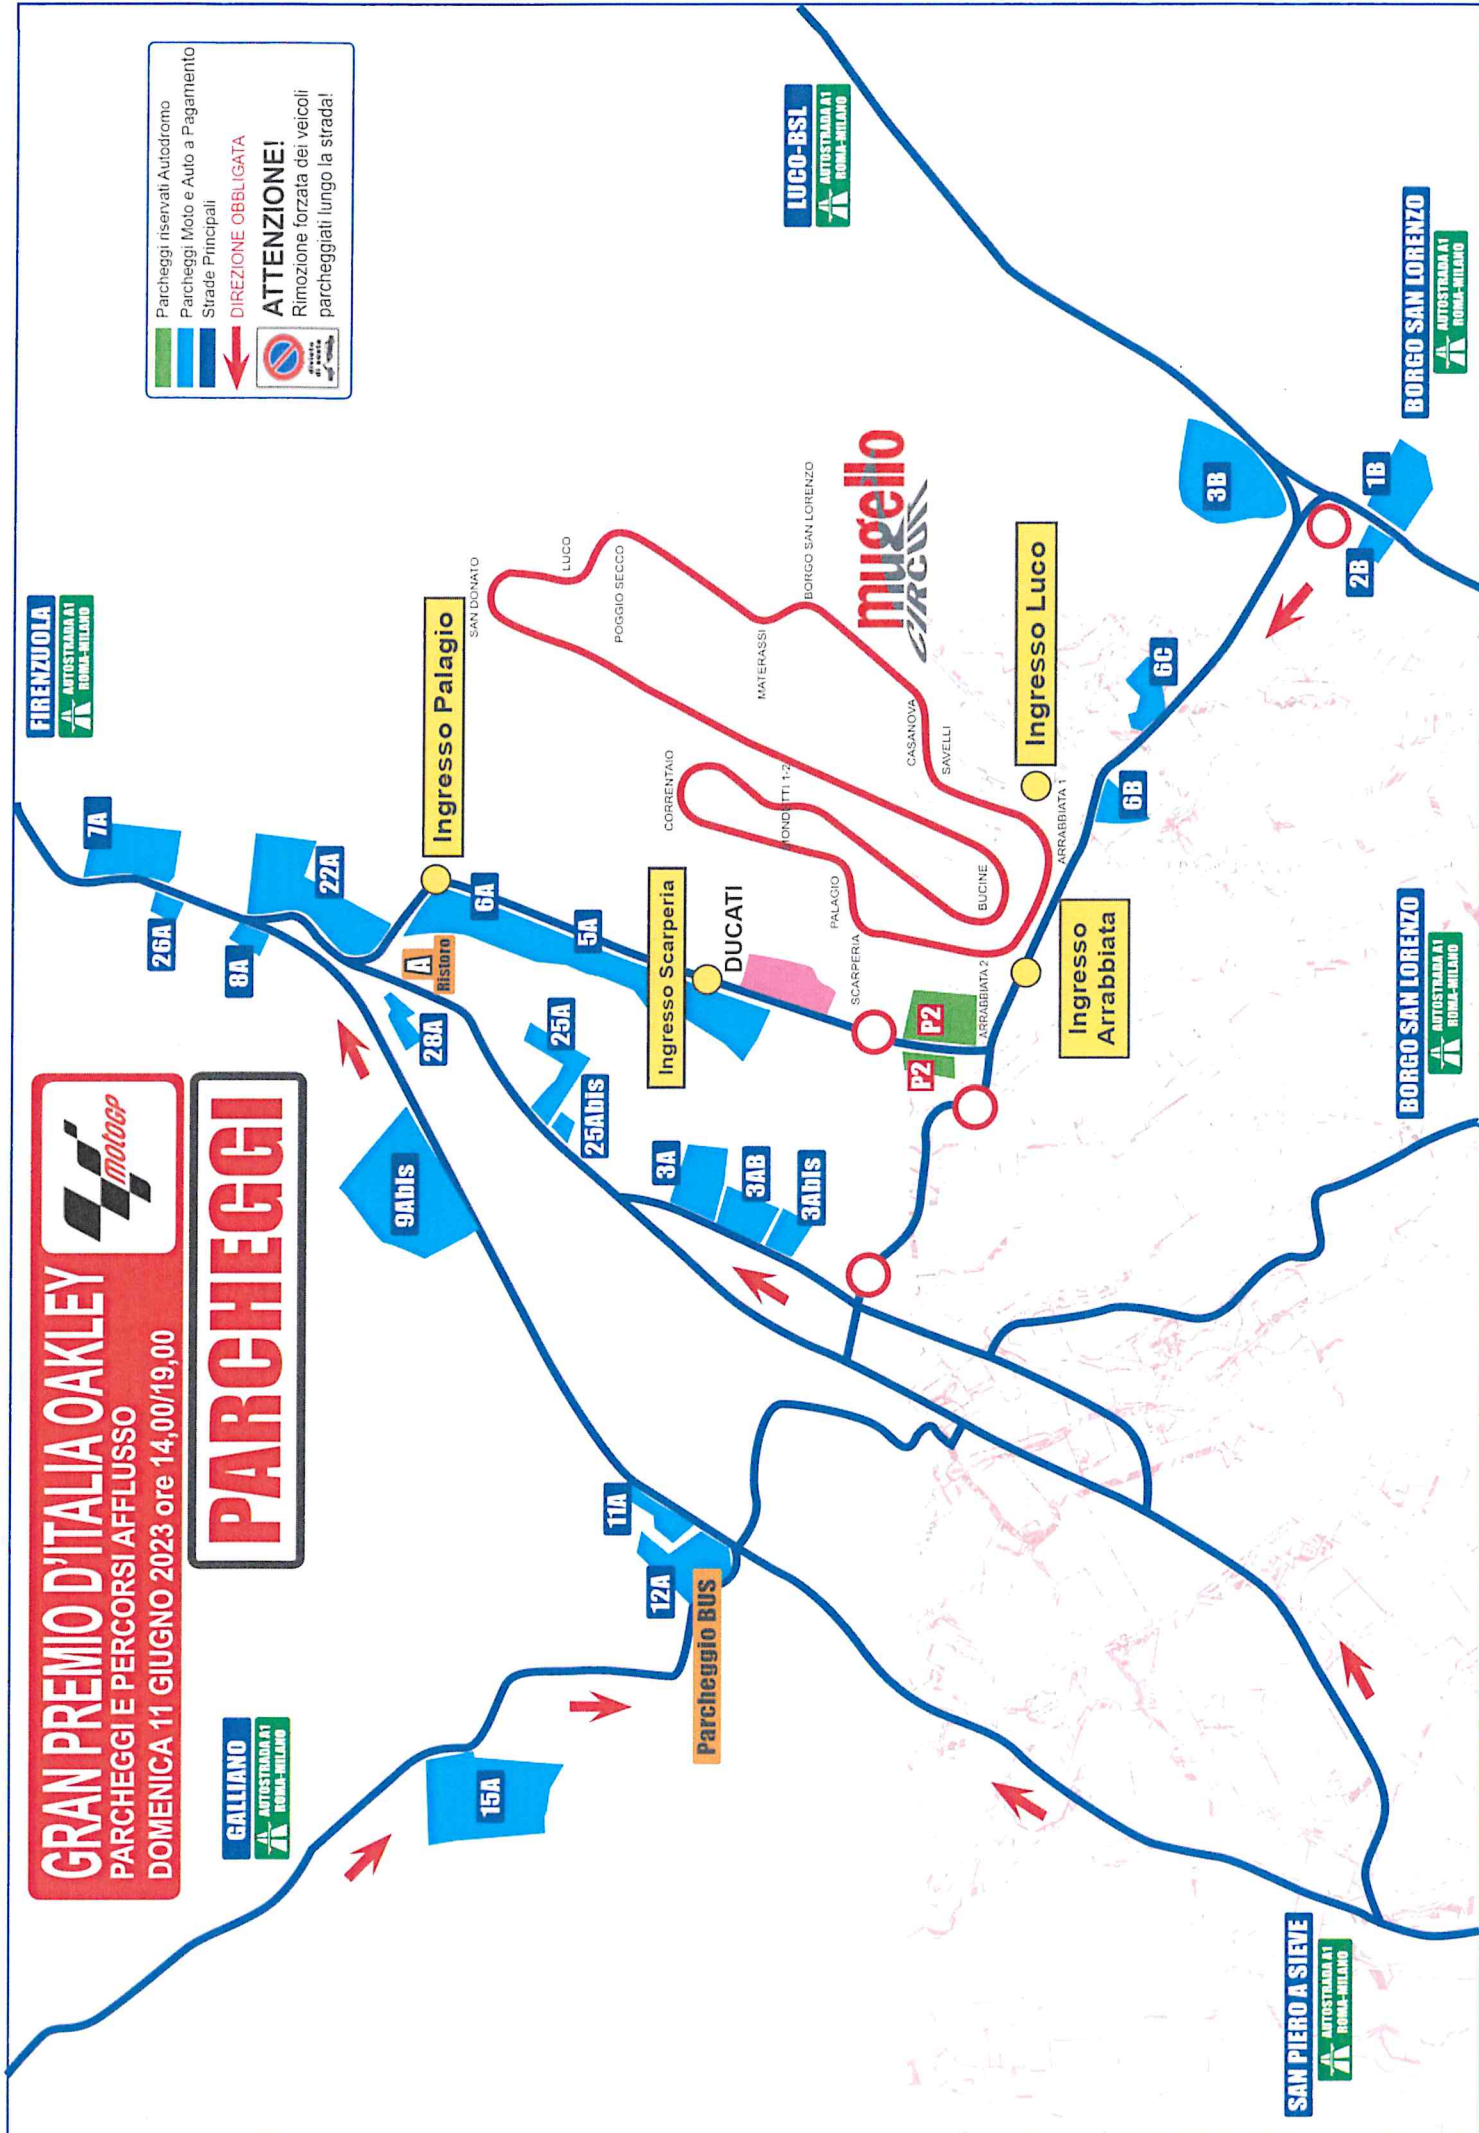 GRAN PREMIO D'ITALIA OAKLEY
PARCHEGGI E PERCORSI AFFLUSSO
DOMENICA 11 GIUGNO 2023 ore 14,00/19,00
motoGP
PARCHEGGI
FIRENZUOLA
AUTOSTRADA A1
ROMA-MILANO
Parcheggi riservati Autodromo
Parcheggi Moto e Auto a Pagamento
Strade Principali
DIREZIONE OBBLIGATA
ATTENZIONE!
Rimozione forzata dei veicoli
parcheggiati lungo la strada!
divieto
di sosta
GALLIANO
AUTOSTRADA A1
ROMA-MILANO
7A
26A
8A
22A
A
Ristoro
28A
Ingresso Palagio
6A
5A
9Abis
25A
25Abis
15A
11A
12A
Parcheggio BUS
3A
3AB
3Abis
Ingresso Scarperia
DUCATI
P2
P2
SAN DONATO
LUCO
POGGIO SECCO
MATERASSI
BORGO SAN LORENZO
CORRENTAIO
PALAGIO
SCARPERIA
BUCINE
CASANOVA
SAVELLI
ARRABBIATA 1
ARRABBIATA 2
mugello
CIRCUIT
LUCO-BSL
AUTOSTRADA A1
ROMA-MILANO
Ingresso Luco
Ingresso
Arrabbiata
3B
6C
6B
2B
1B
BORGO SAN LORENZO
AUTOSTRADA A1
ROMA-MILANO
BORGO SAN LORENZO
AUTOSTRADA A1
ROMA-MILANO
SAN PIERO A SIEVE
AUTOSTRADA A1
ROMA-MILANO